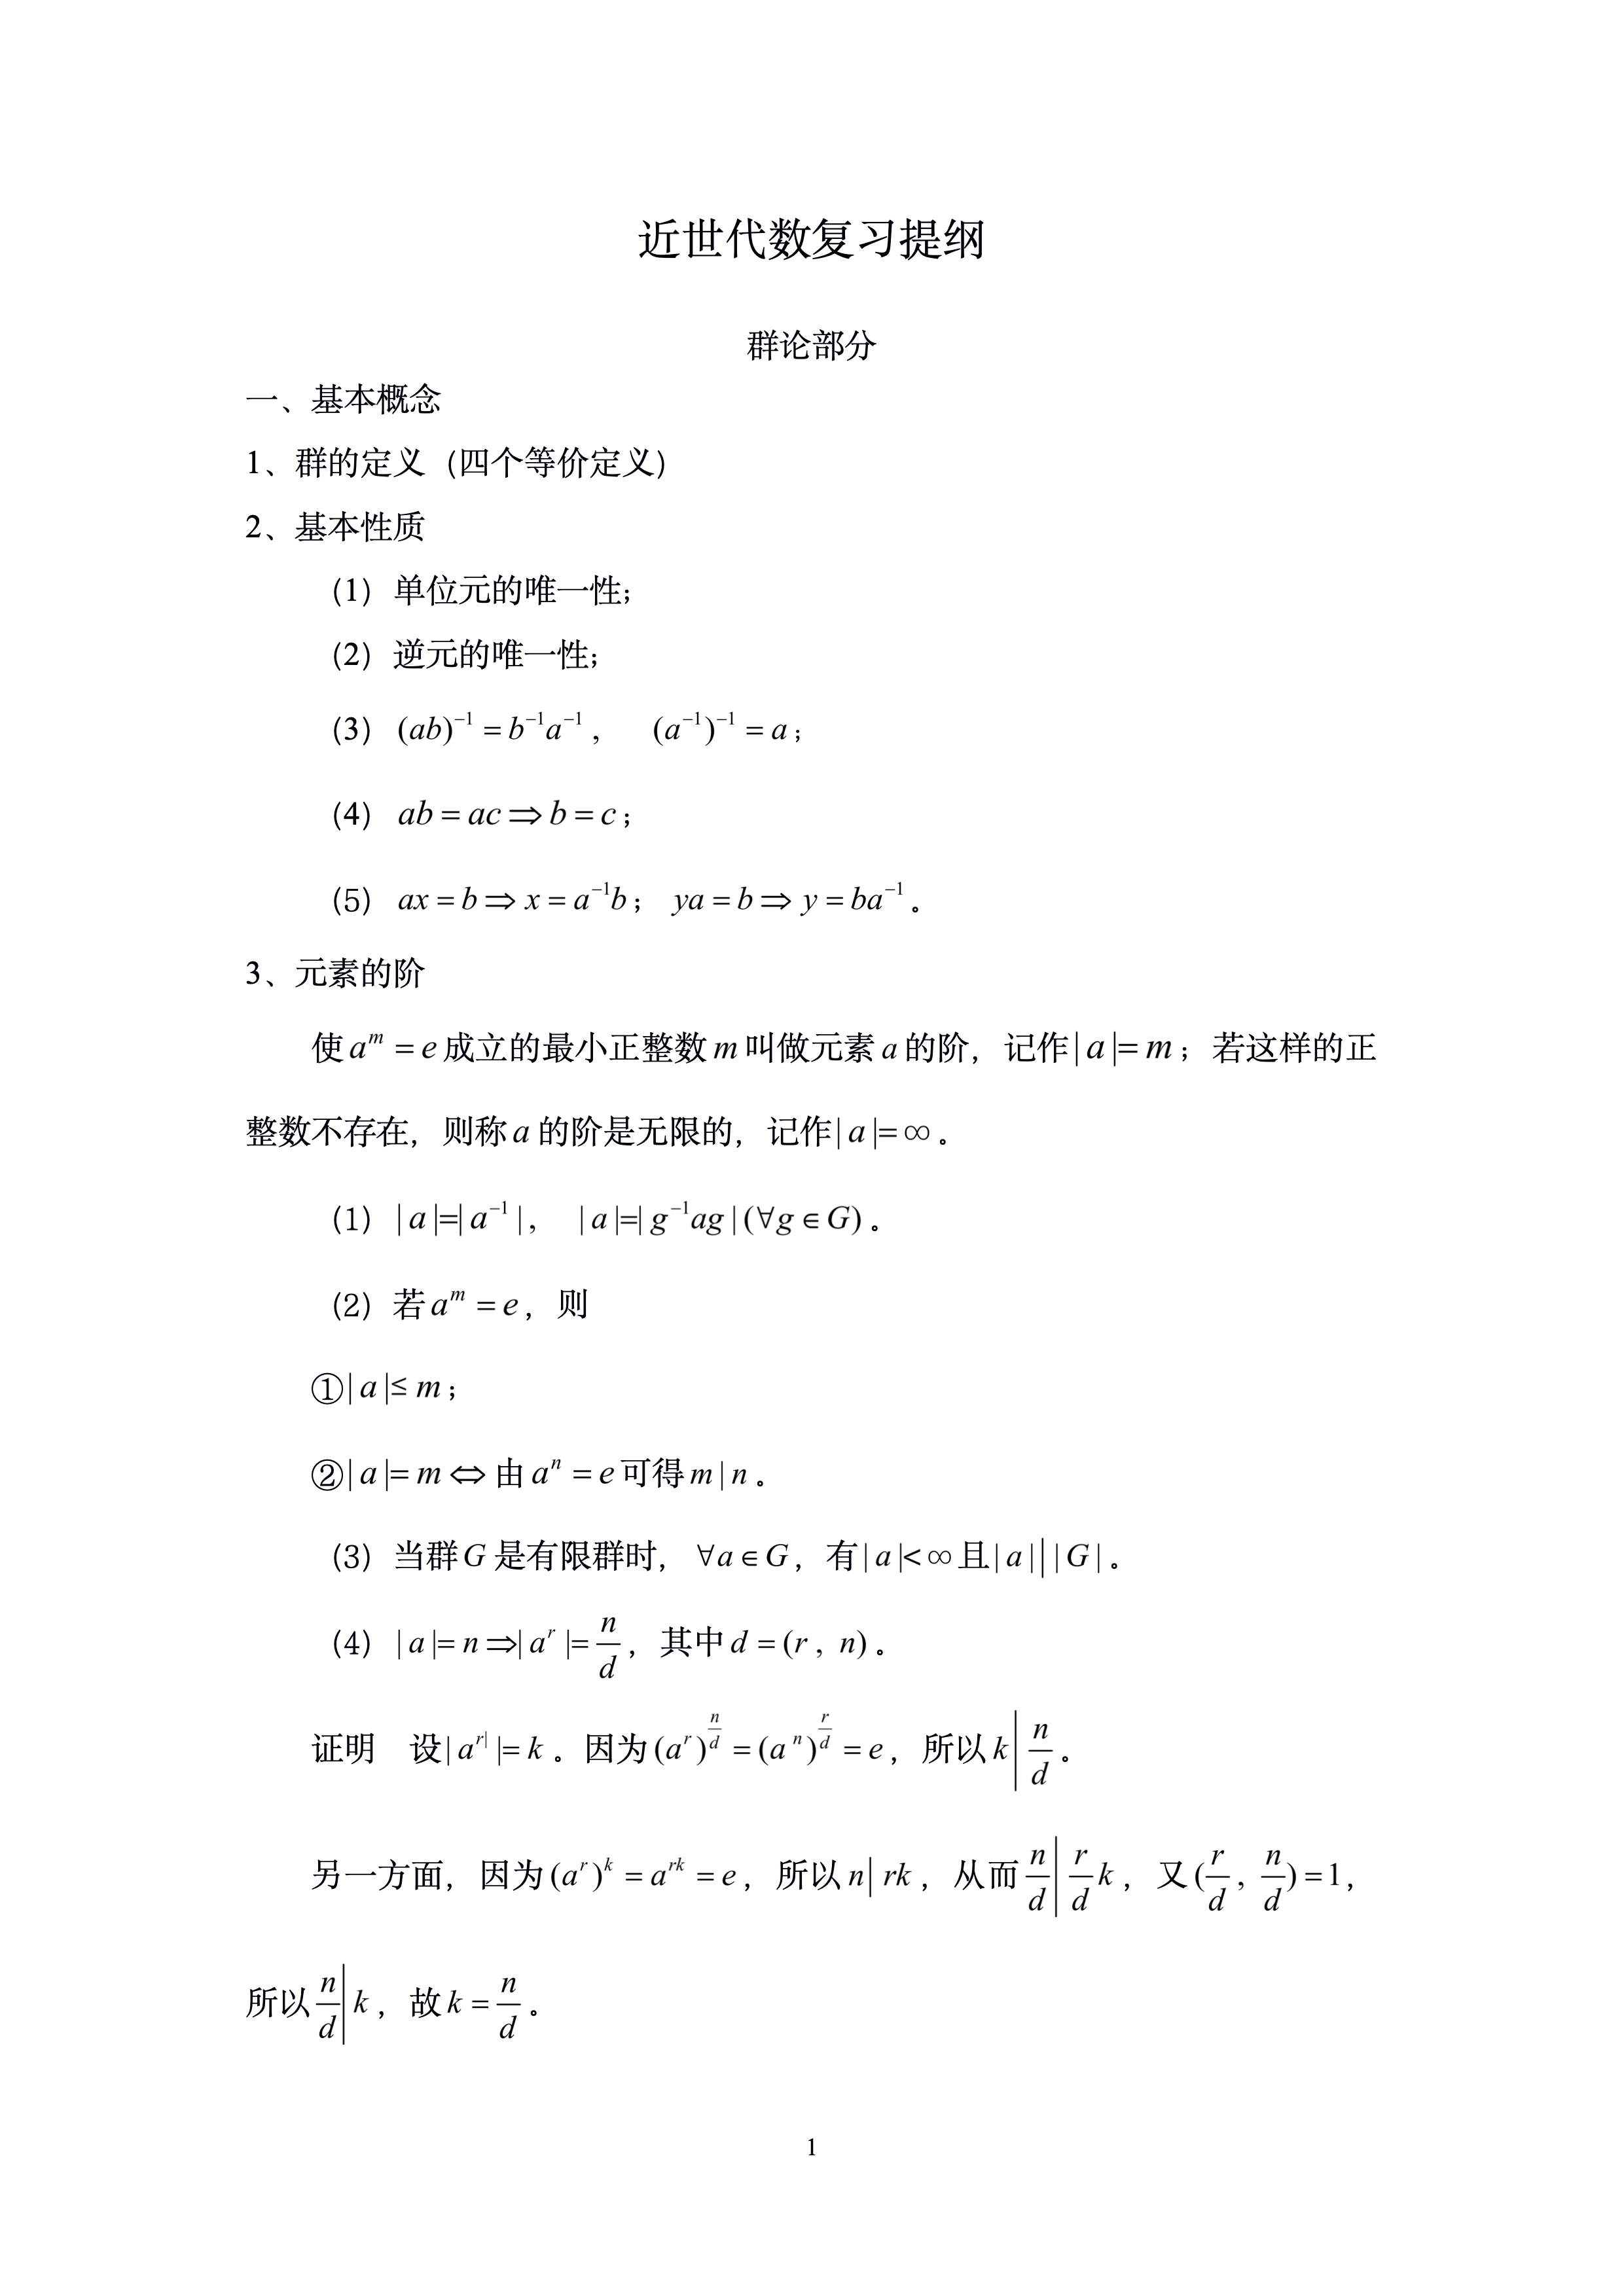 近世代数复习提纲
群论部分
一、基本概念
1、群的定义（四个等价定义）
2、基本性质
（1）单位元的唯一性；
（2）逆元的唯一性；
（3）$(ab)^{-1}=b^{-1}a^{-1}$， $(a^{-1})^{-1}=a$；
（4）$ab=ac\Rightarrow b=c$；
（5）$ax=b\Rightarrow x=a^{-1}b$； $ya=b\Rightarrow y=ba^{-1}$。
3、元素的阶
使$a^m=e$成立的最小正整数$m$叫做元素$a$的阶，记作$|a|=m$；若这样的正
整数不存在，则称$a$的阶是无限的，记作$|a|=\infty$。
（1）$|a|=|a^{-1}|$， $|a|=|g^{-1}ag|(\forall g\in G)$。
（2）若$a^m=e$，则
①$|a|\leq m$；
②$|a|=m\Leftrightarrow$由$a^n=e$可得$m|n$。
（3）当群$G$是有限群时，$\forall a\in G$，有$|a|<\infty$且$|a|\big||G|$。
（4）$|a|=n\Rightarrow|a^r|=\frac{n}{d}$，其中$d=(r,n)$。
证明 设$|a^{r|}|=k$。因为$(a^r)^{\frac{n}{d}}=(a^n)^{\frac{r}{d}}=e$，所以$k\big|\frac{n}{d}$。
另一方面，因为$(a^r)^k=a^{rk}=e$，所以$n\big|rk$，从而$\frac{n}{d}\big|\frac{r}{d}k$，又$(\frac{r}{d},\frac{n}{d})=1$，
所以$\frac{n}{d}\big|k$，故$k=\frac{n}{d}$。
1